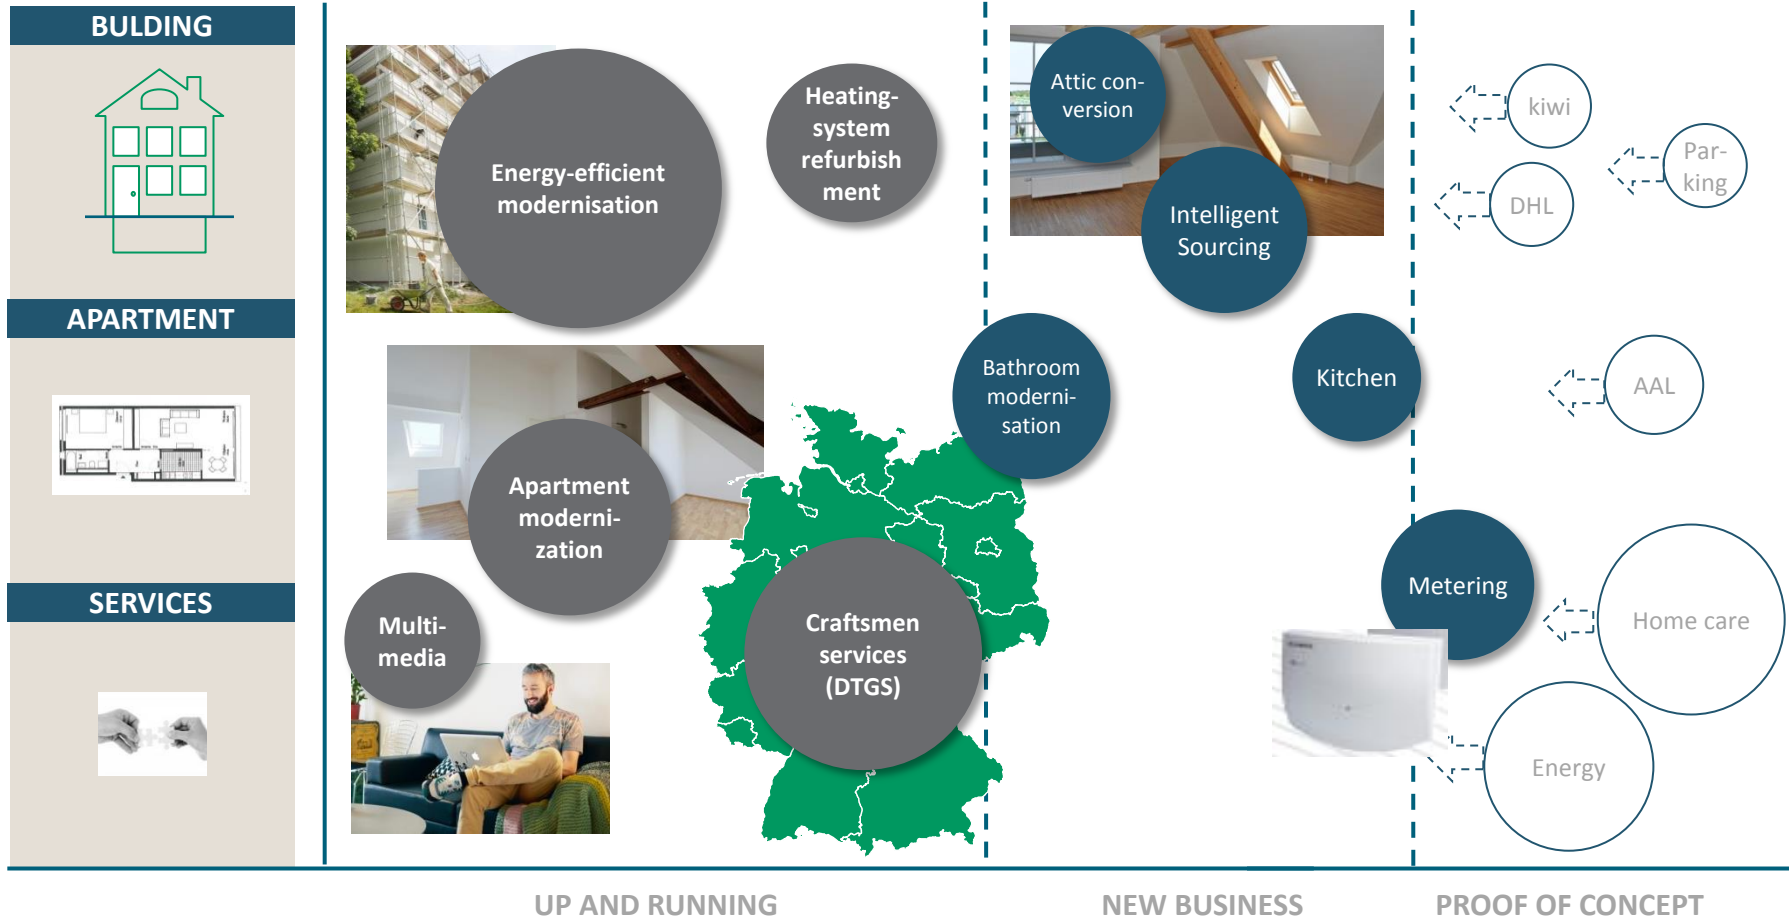 BULDING
APARTMENT
SERVICES
Energy-efficient
modernisation
Heating-
system
refurbish
ment
Attic con-
version
Intelligent
Sourcing
kiwi
Par-
king
DHL
Apartment
moderni-
zation
Bathroom
moderni-
sation
Kitchen
AAL
Multi-
media
Craftsmen
services
(DTGS)
Metering
Home care
Energy
UP AND RUNNING
NEW BUSINESS
PROOF OF CONCEPT